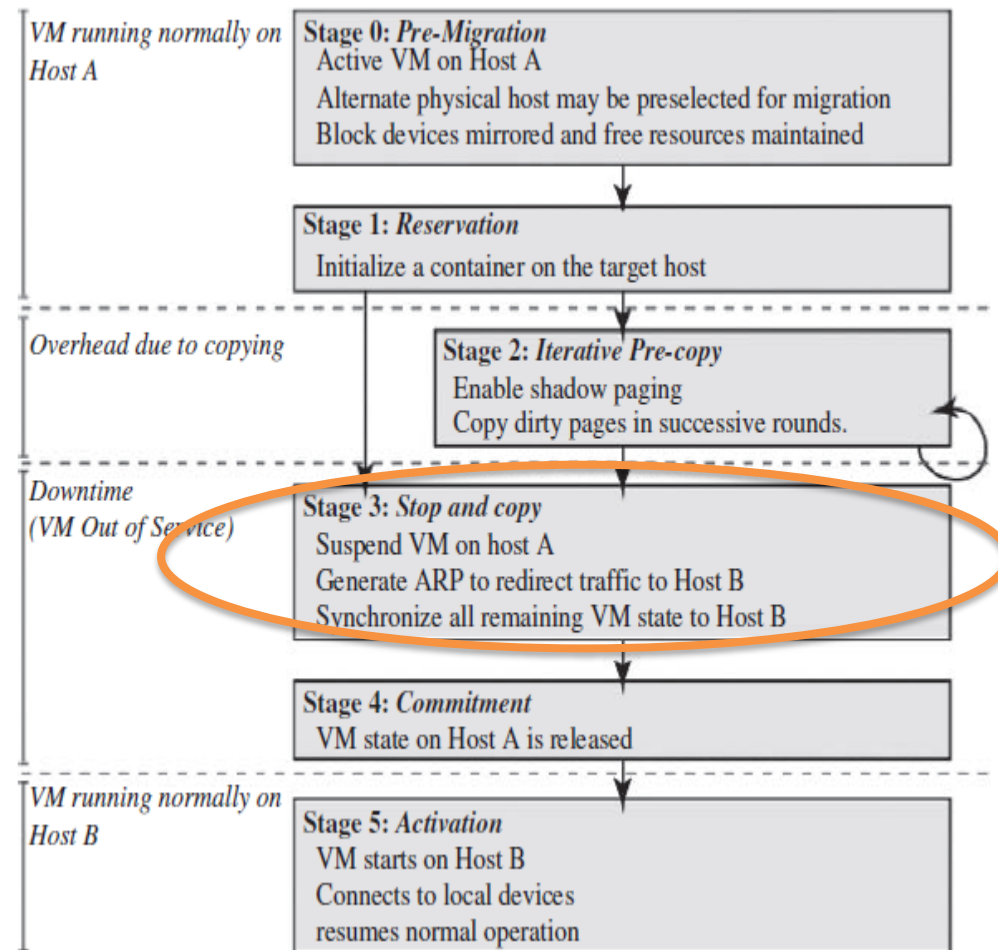 VM running normally on
Host A
Stage 0: Pre-Migration
Active VM on Host A
Alternate physical host may be preselected for migration
Block devices mirrored and free resources maintained
Stage 1: Reservation
Initialize a container on the target host
Overhead due to copying
Stage 2: Iterative Pre-copy
Enable shadow paging
Copy dirty pages in successive rounds.
Downtime
(VM Out of Service)
Stage 3: Stop and copy
Suspend VM on host A
Generate ARP to redirect traffic to Host B
Synchronize all remaining VM state to Host B
Stage 4: Commitment
VM state on Host A is released
VM running normally on
Host B
Stage 5: Activation
VM starts on Host B
Connects to local devices
resumes normal operation